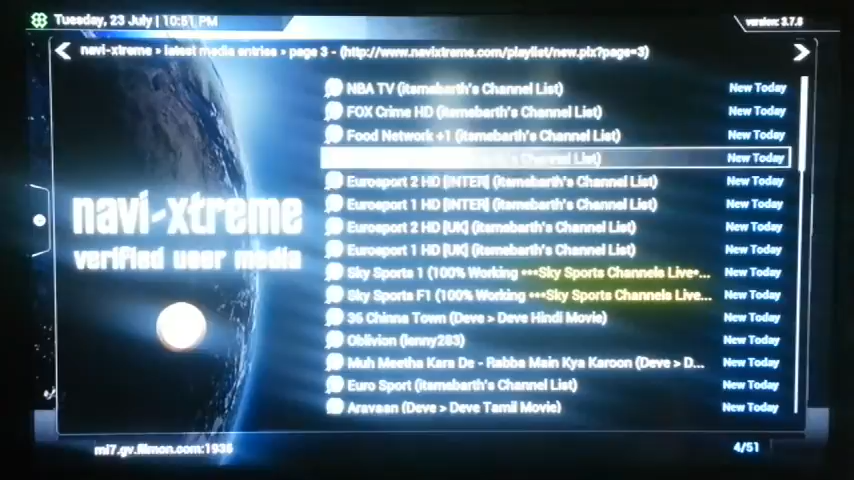 Tuesday, 23 July | 10:51 PM
version: 3.7.8
navi-xtreme » latest media entries » page 3 - (http://www.navixtreme.com/playlist/new.plx?page=3)
NBA TV (itsmebarth's Channel List) New Today
FOX Crime HD (itsmebarth's Channel List) New Today
Food Network +1 (itsmebarth's Channel List) New Today
Channel List) New Today
Eurosport 2 HD [INTER] (itsmebarth's Channel List) New Today
Eurosport 1 HD [INTER] (itsmebarth's Channel List) New Today
Eurosport 2 HD [UK] (itsmebarth's Channel List) New Today
Eurosport 1 HD [UK] (itsmebarth's Channel List) New Today
Sky Sports 1 (100% Working •••Sky Sports Channels Live•... New Today
Sky Sports F1 (100% Working •••Sky Sports Channels Live... New Today
36 Chinna Town (Deve > Deve Hindi Movie) New Today
Oblivion (lenny283) New Today
Muh Meetha Kara De - Rabba Main Kya Karoon (Deve > D... New Today
Euro Sport (itsmebarth's Channel List) New Today
Aravaan (Deve > Deve Tamil Movie) New Today
navi-xtreme
verified user media
mi7.gv.filmon.com:1935
4/51